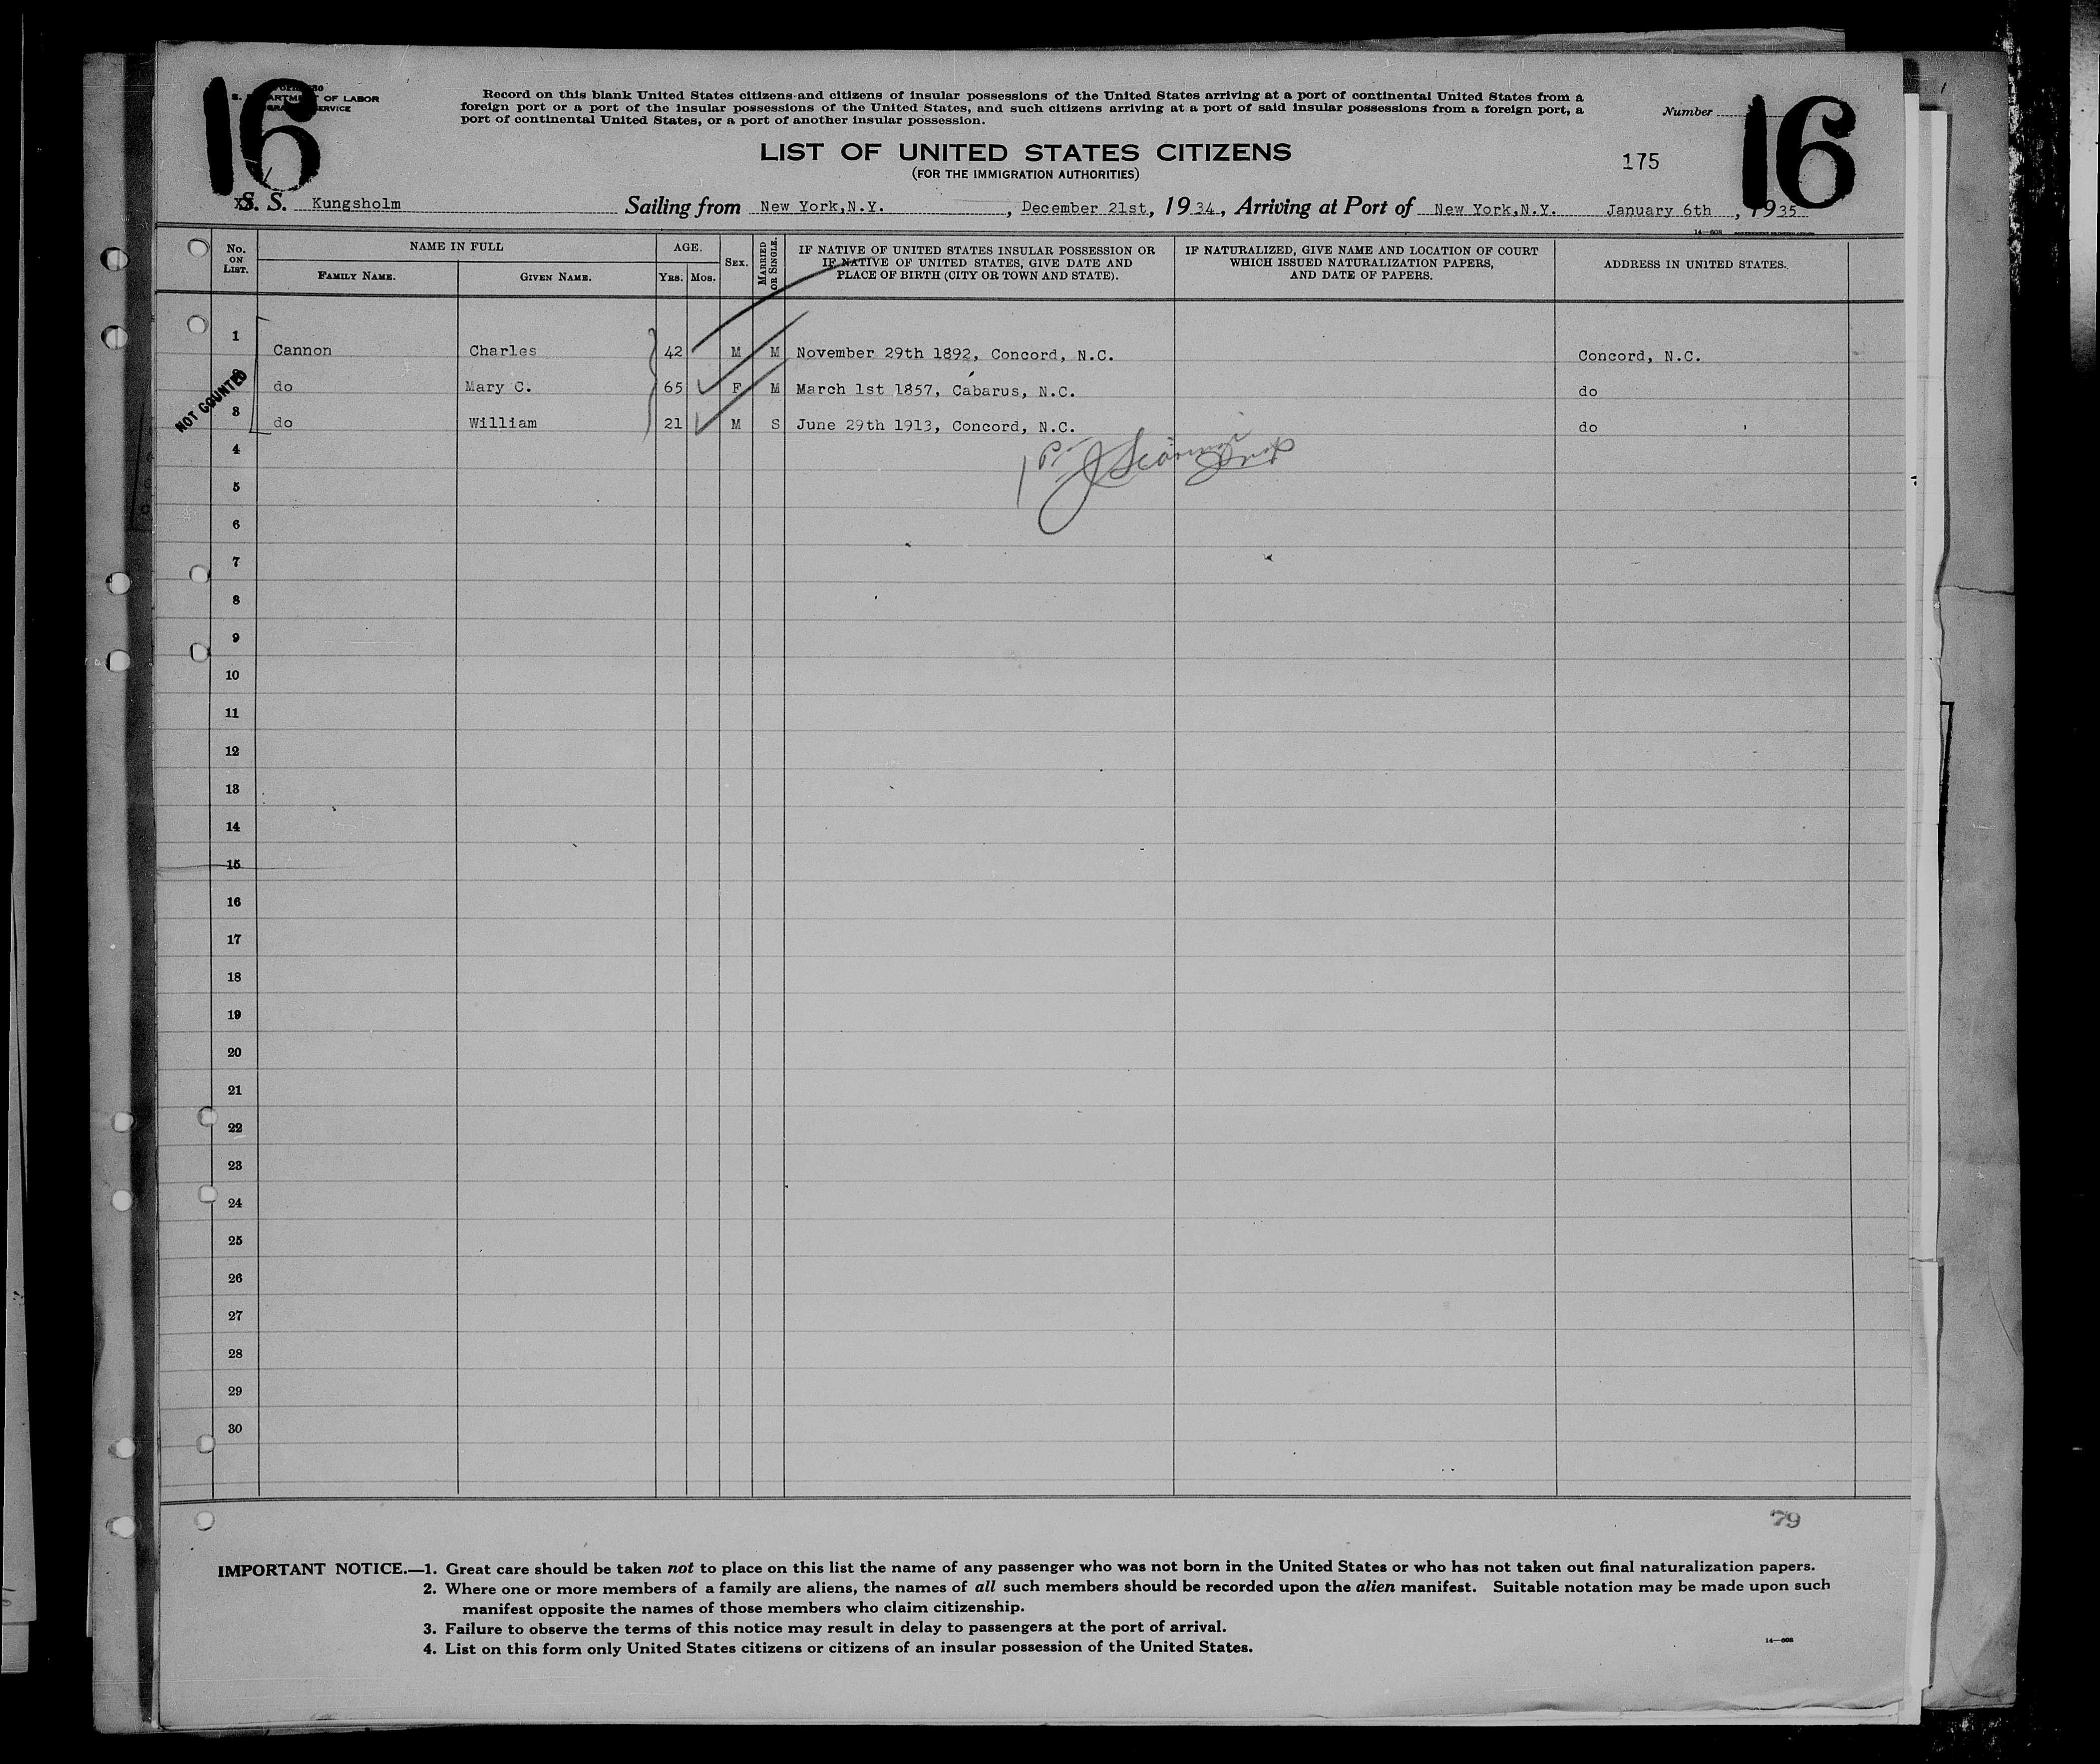 16
OF LABOR
SERVICE
Record on this blank United States citizens and citizens of insular possessions of the United States arriving at a port of continental United States from a
foreign port or a port of the insular possessions of the United States, and such citizens arriving at a port of said insular possessions from a foreign port, a
port of continental United States, or a port of another insular possession.
Number
16
LIST OF UNITED STATES CITIZENS
(FOR THE IMMIGRATION AUTHORITIES)
175
S. S. Kungsholm Sailing from New York,N.Y. , December 21st, 1934, Arriving at Port of New York,N.Y. January 6th , 1935
14—608
No. ON LIST.
NAME IN FULL
FAMILY NAME. GIVEN NAME.
AGE.
YRS. MOS.
SEX.
MARRIED OR SINGLE.
IF NATIVE OF UNITED STATES INSULAR POSSESSION OR
IF NATIVE OF UNITED STATES, GIVE DATE AND
PLACE OF BIRTH (CITY OR TOWN AND STATE).
IF NATURALIZED, GIVE NAME AND LOCATION OF COURT
WHICH ISSUED NATURALIZATION PAPERS,
AND DATE OF PAPERS.
ADDRESS IN UNITED STATES.
1 Cannon Charles 42 M M November 29th 1892, Concord, N.C. Concord, N.C.
do Mary C. 65 F M March 1st 1857, Cabarus, N.C. do
NOT COUNTED
3 do William 21 M S June 29th 1913, Concord, N.C. do
4
5
6
7
8
9
10
11
12
13
14
15
16
17
18
19
20
21
22
23
24
25
26
27
28
29
30
79
IMPORTANT NOTICE.—1. Great care should be taken not to place on this list the name of any passenger who was not born in the United States or who has not taken out final naturalization papers.
2. Where one or more members of a family are aliens, the names of all such members should be recorded upon the alien manifest. Suitable notation may be made upon such
manifest opposite the names of those members who claim citizenship.
3. Failure to observe the terms of this notice may result in delay to passengers at the port of arrival.
4. List on this form only United States citizens or citizens of an insular possession of the United States.
14—608